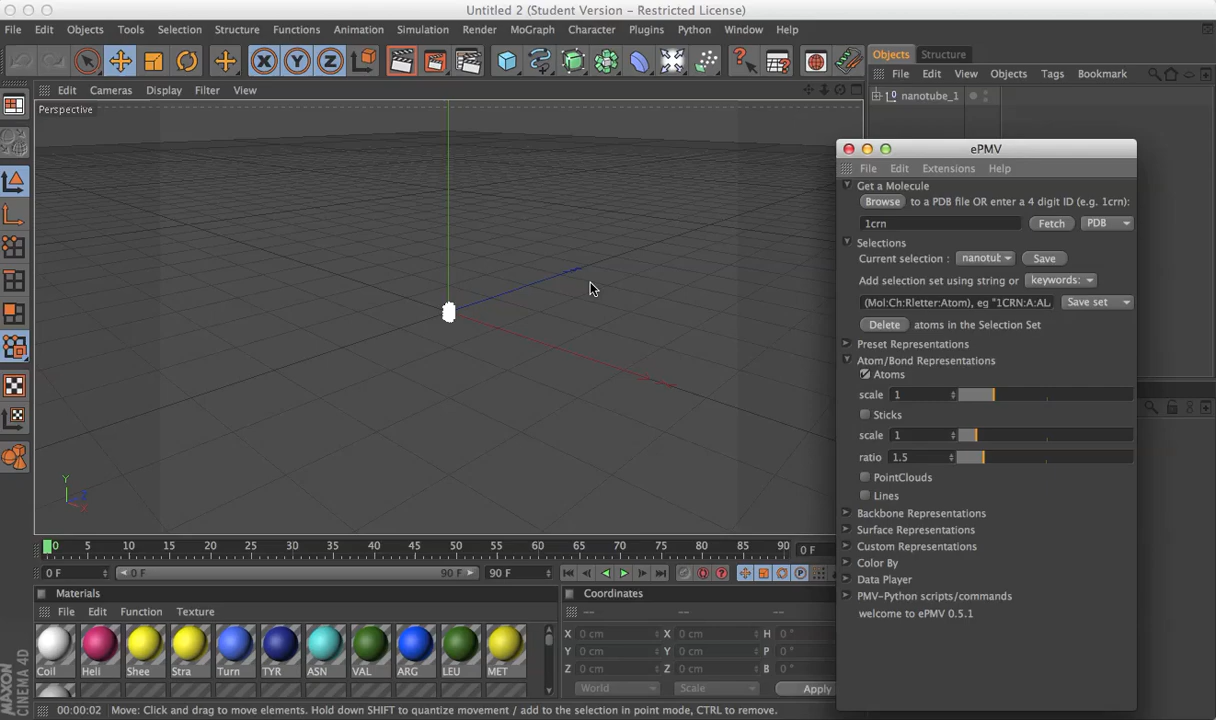 Untitled 2 (Student Version - Restricted License)
File Edit Objects Tools Selection Structure Functions Animation Simulation Render MoGraph Character Plugins Python Window Help
X Y Z
Objects Structure
File Edit View Objects Tags Bookmark
nanotube_1
Edit Cameras Display Filter View
Perspective
Y
Z
X
ePMV
File Edit Extensions Help
Get a Molecule
Browse to a PDB file OR enter a 4 digit ID (e.g. 1crn):
1crn Fetch PDB
Selections
Current selection : nanotub Save
Add selection set using string or keywords:
(Mol:Ch:Rletter:Atom), eg "1CRN:A:AL Save set
Delete atoms in the Selection Set
Preset Representations
Atom/Bond Representations
Atoms
scale 1
Sticks
scale 1
ratio 1.5
PointClouds
Lines
Backbone Representations
Surface Representations
Custom Representations
Color By
Data Player
PMV-Python scripts/commands
welcome to ePMV 0.5.1
0 5 10 15 20 25 30 35 40 45 50 55 60 65 70 75 80 85 90 0 F
0 F 0 F 90 F 90 F
Materials
File Edit Function Texture
Coil Heli Shee Stra Turn TYR ASN VAL ARG LEU MET
Coordinates
-- -- --
X 0 cm X 0 cm H 0 °
Y 0 cm Y 0 cm P 0 °
Z 0 cm Z 0 cm B 0 °
World Scale Apply
MAXON
CINEMA 4D
00:00:02 Move: Click and drag to move elements. Hold down SHIFT to quantize movement / add to the selection in point mode, CTRL to remove.